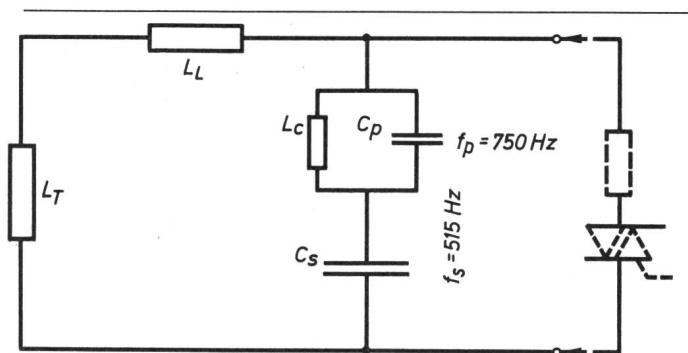 L_L
L_T
L_c
C_p
f_p = 750 Hz
C_s
f_s = 515 Hz